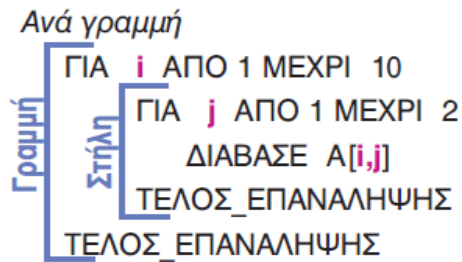 Ανά γραμμή
ΓΙΑ i ΑΠΟ 1 ΜΕΧΡΙ 10
ΓΙΑ j ΑΠΟ 1 ΜΕΧΡΙ 2
ΔΙΑΒΑΣΕ Α[i,j]
ΤΕΛΟΣ_ΕΠΑΝΑΛΗΨΗΣ
ΤΕΛΟΣ_ΕΠΑΝΑΛΗΨΗΣ
Γραμμή
Στήλη